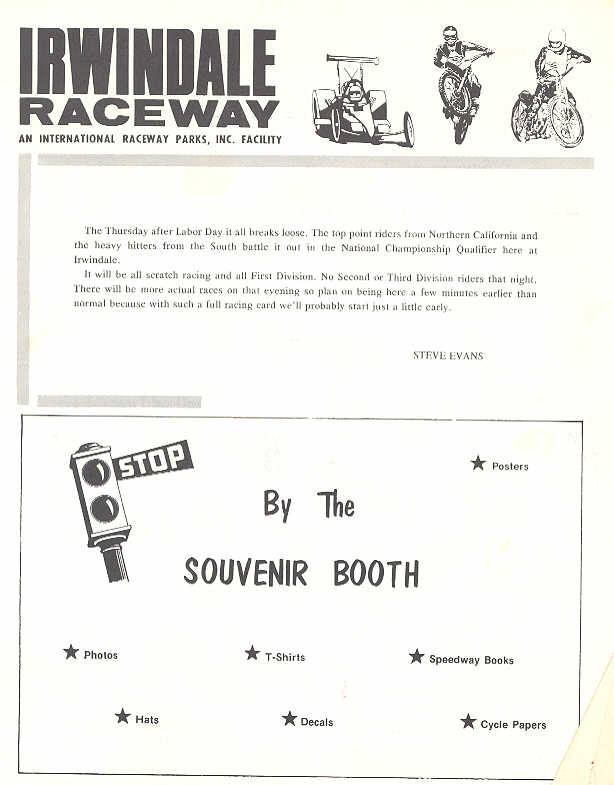 IRWINDALE
RACEWAY
AN INTERNATIONAL RACEWAY PARKS, INC. FACILITY
The Thursday after Labor Day it all breaks loose. The top point riders from Northern California and
the heavy hitters from the South battle it out in the National Championship Qualifier here at
Irwindale.
It will be all scratch racing and all First Division. No Second or Third Division riders that night.
There will be more actual races on that evening so plan on being here a few minutes earlier than
normal because with such a full racing card we'll probably start just a little early.
STEVE EVANS
STOP
Posters
By The
SOUVENIR BOOTH
Photos
T-Shirts
Speedway Books
Hats
Decals
Cycle Papers